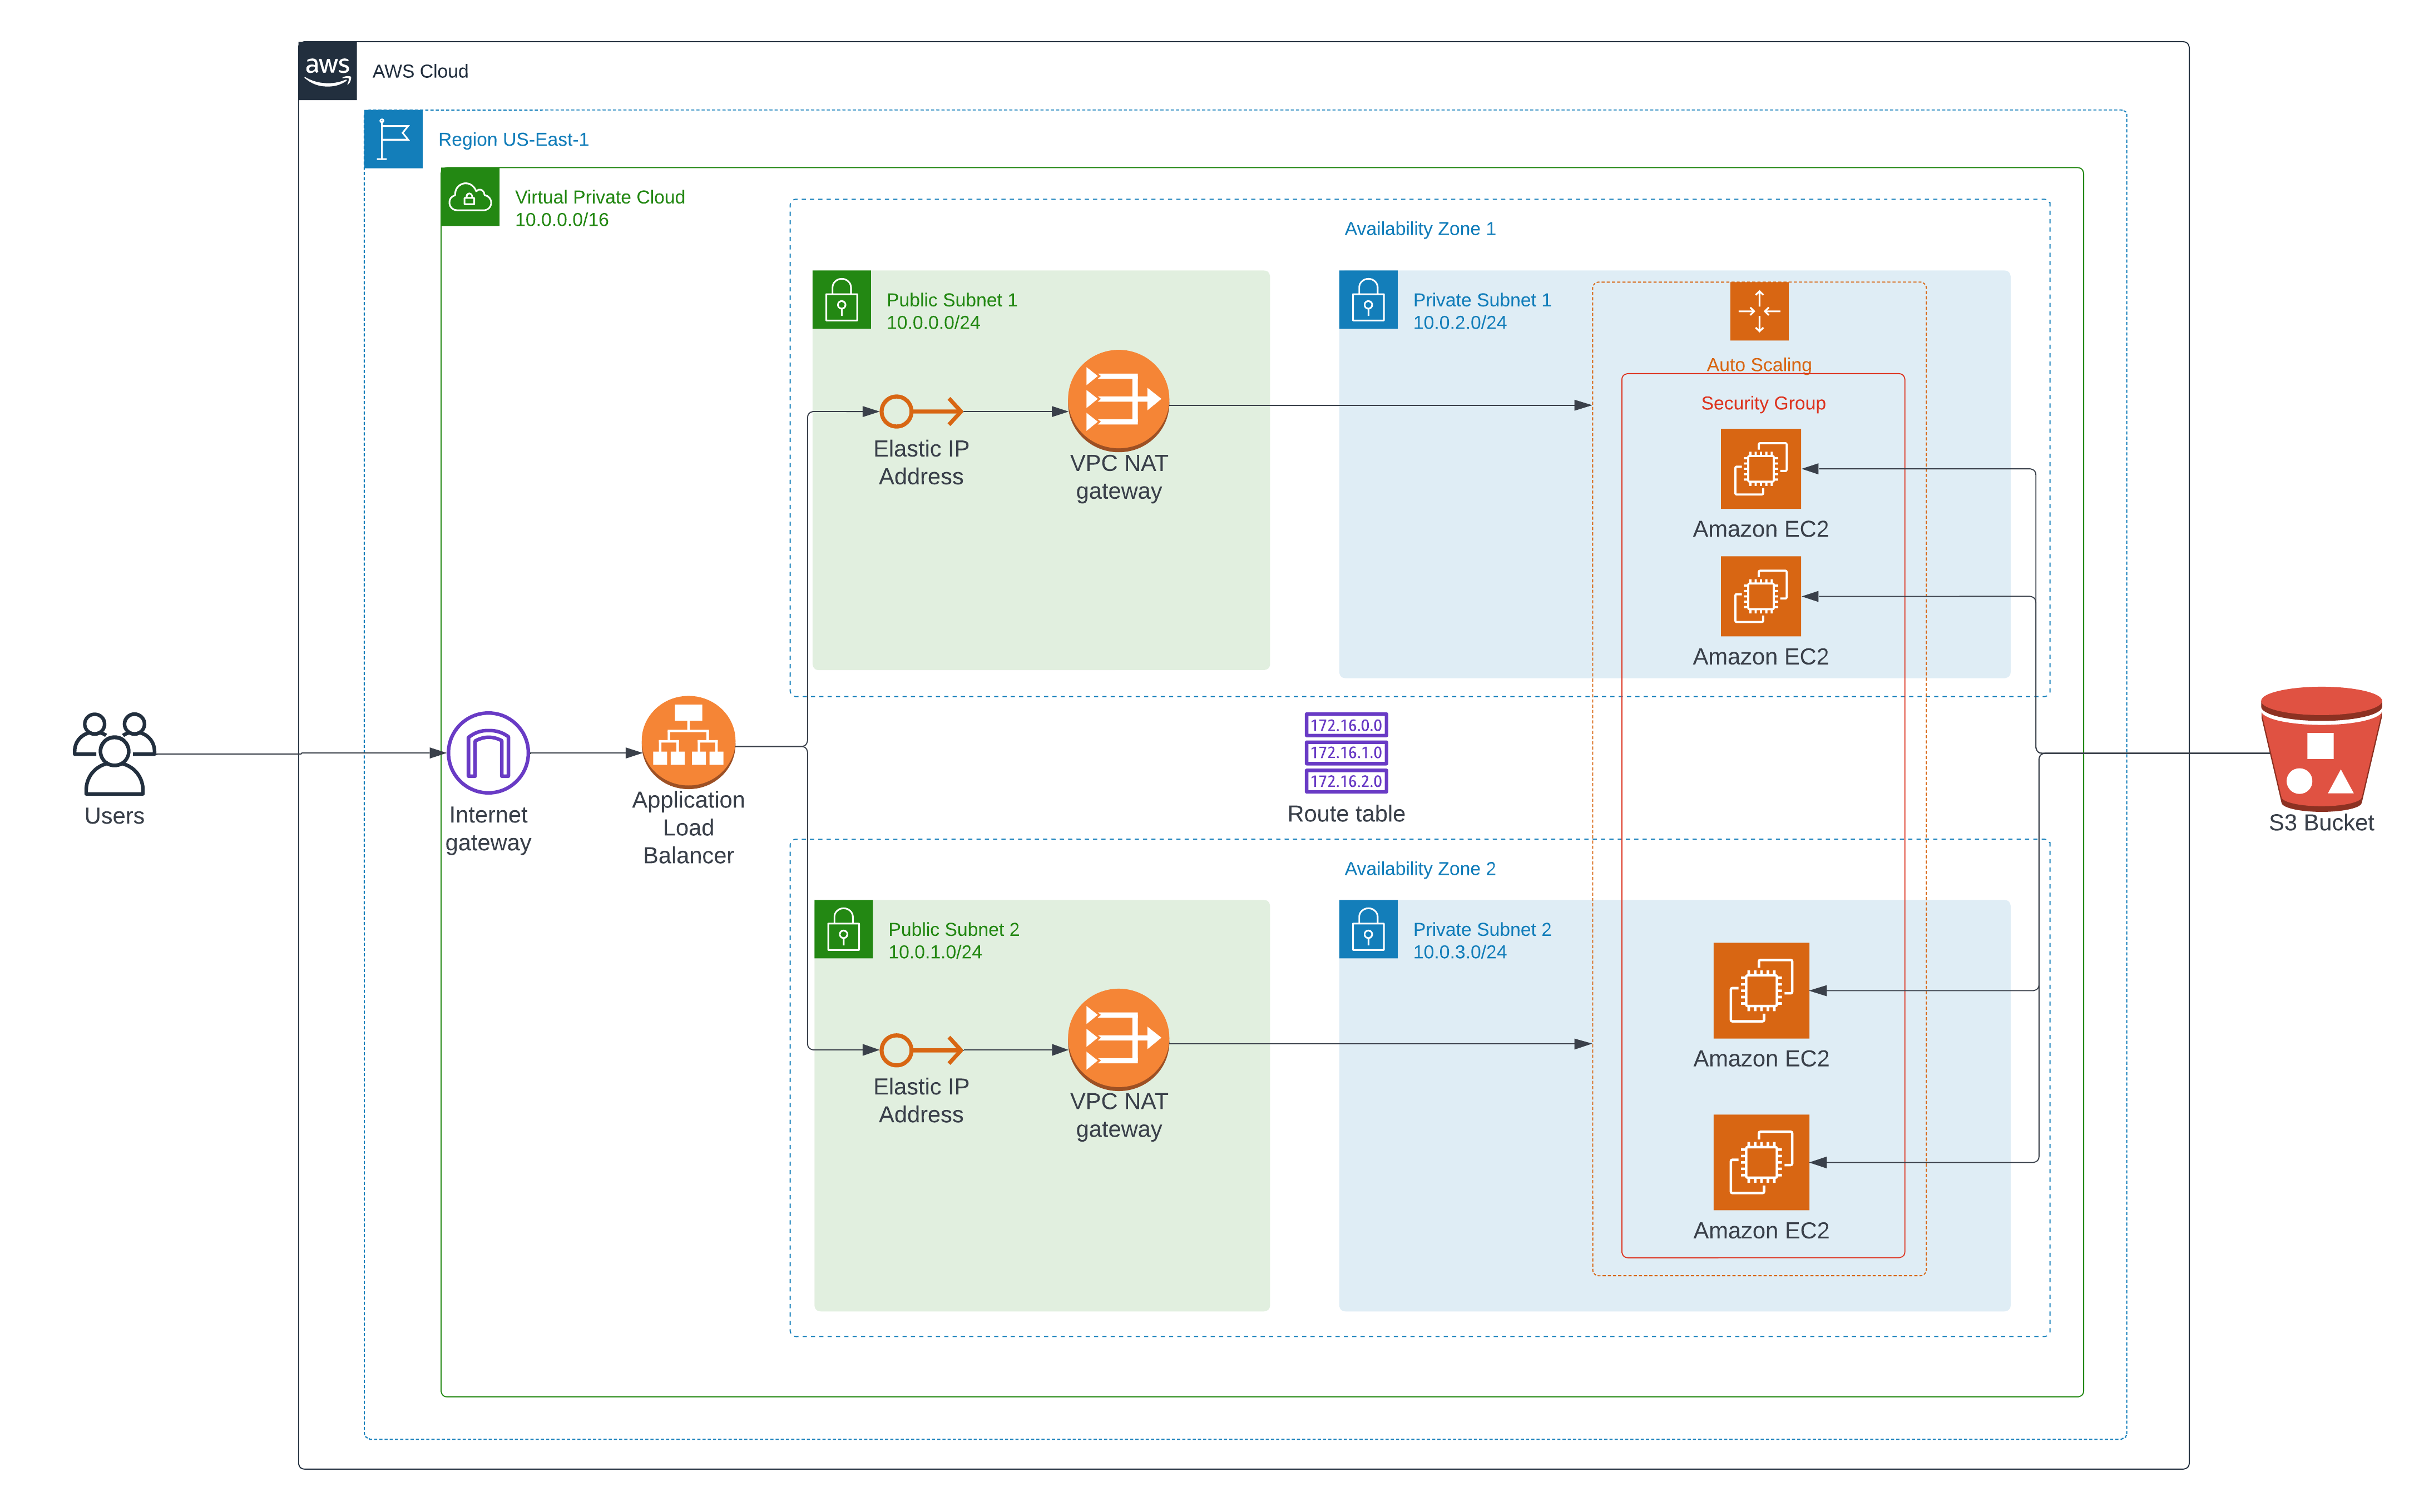 aws
AWS Cloud
Region US-East-1
Virtual Private Cloud
10.0.0.0/16
Availability Zone 1
Public Subnet 1
10.0.0.0/24
Private Subnet 1
10.0.2.0/24
Auto Scaling
Security Group
Elastic IP
Address
VPC NAT
gateway
Amazon EC2
Amazon EC2
Users
Internet
gateway
Application
Load
Balancer
172.16.0.0
172.16.1.0
172.16.2.0
Route table
S3 Bucket
Availability Zone 2
Public Subnet 2
10.0.1.0/24
Private Subnet 2
10.0.3.0/24
Elastic IP
Address
VPC NAT
gateway
Amazon EC2
Amazon EC2